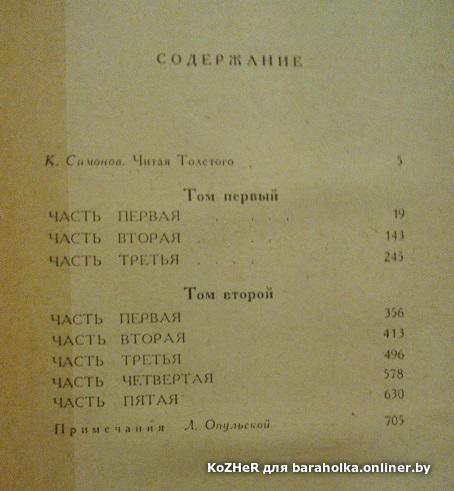 СОДЕРЖАНИЕ
К. Симонов. Читая Толстого . 5
Том первый
ЧАСТЬ ПЕРВАЯ . . . . 19
ЧАСТЬ ВТОРАЯ . . . . 143
ЧАСТЬ ТРЕТЬЯ . . . . 245
Том второй
ЧАСТЬ ПЕРВАЯ 356
ЧАСТЬ ВТОРАЯ 413
ЧАСТЬ ТРЕТЬЯ 496
ЧАСТЬ ЧЕТВЕРТАЯ 578
ЧАСТЬ ПЯТАЯ 630
Примечания Л. Опульской 705
KoZHeR для baraholka.onliner.by